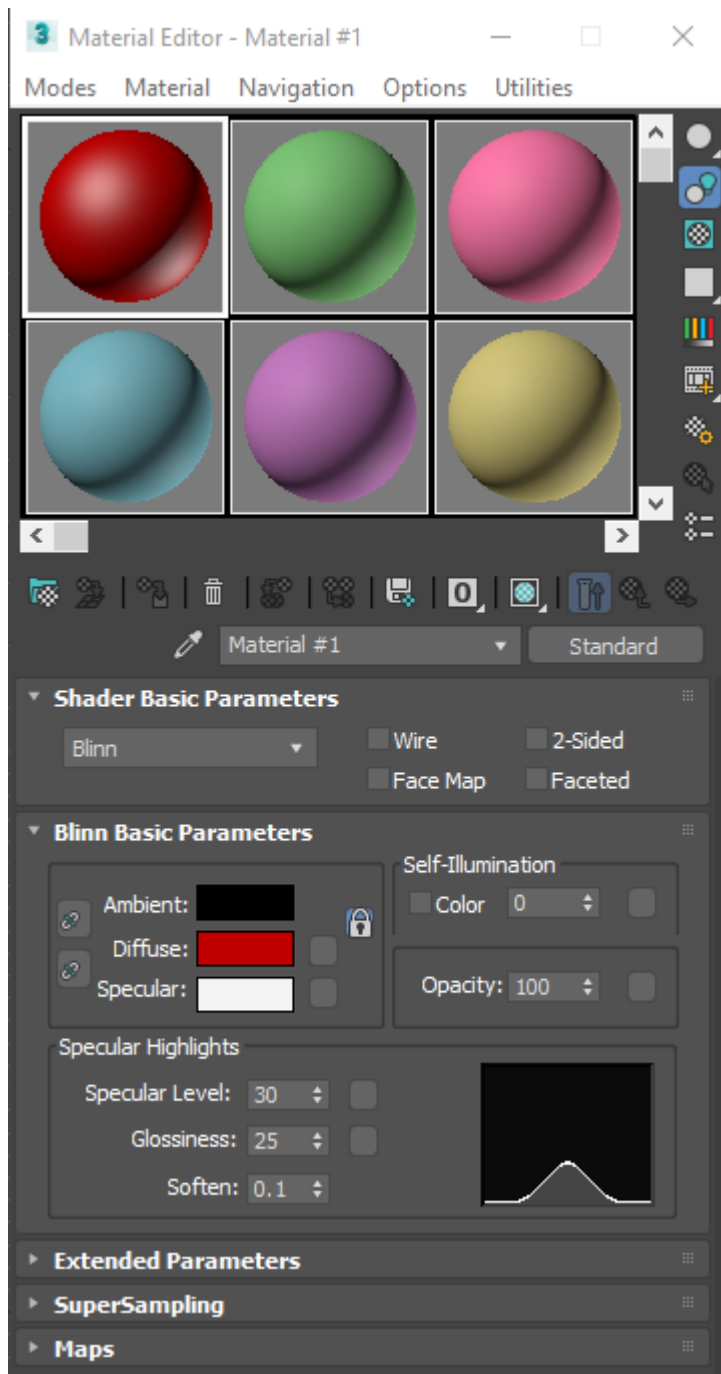 3 Material Editor - Material #1
Modes Material Navigation Options Utilities
0
Material #1 Standard
Shader Basic Parameters
Blinn Wire 2-Sided
Face Map Faceted
Blinn Basic Parameters
Self-Illumination
Ambient: Color 0
Diffuse:
Specular: Opacity: 100
Specular Highlights
Specular Level: 30
Glossiness: 25
Soften: 0.1
Extended Parameters
SuperSampling
Maps